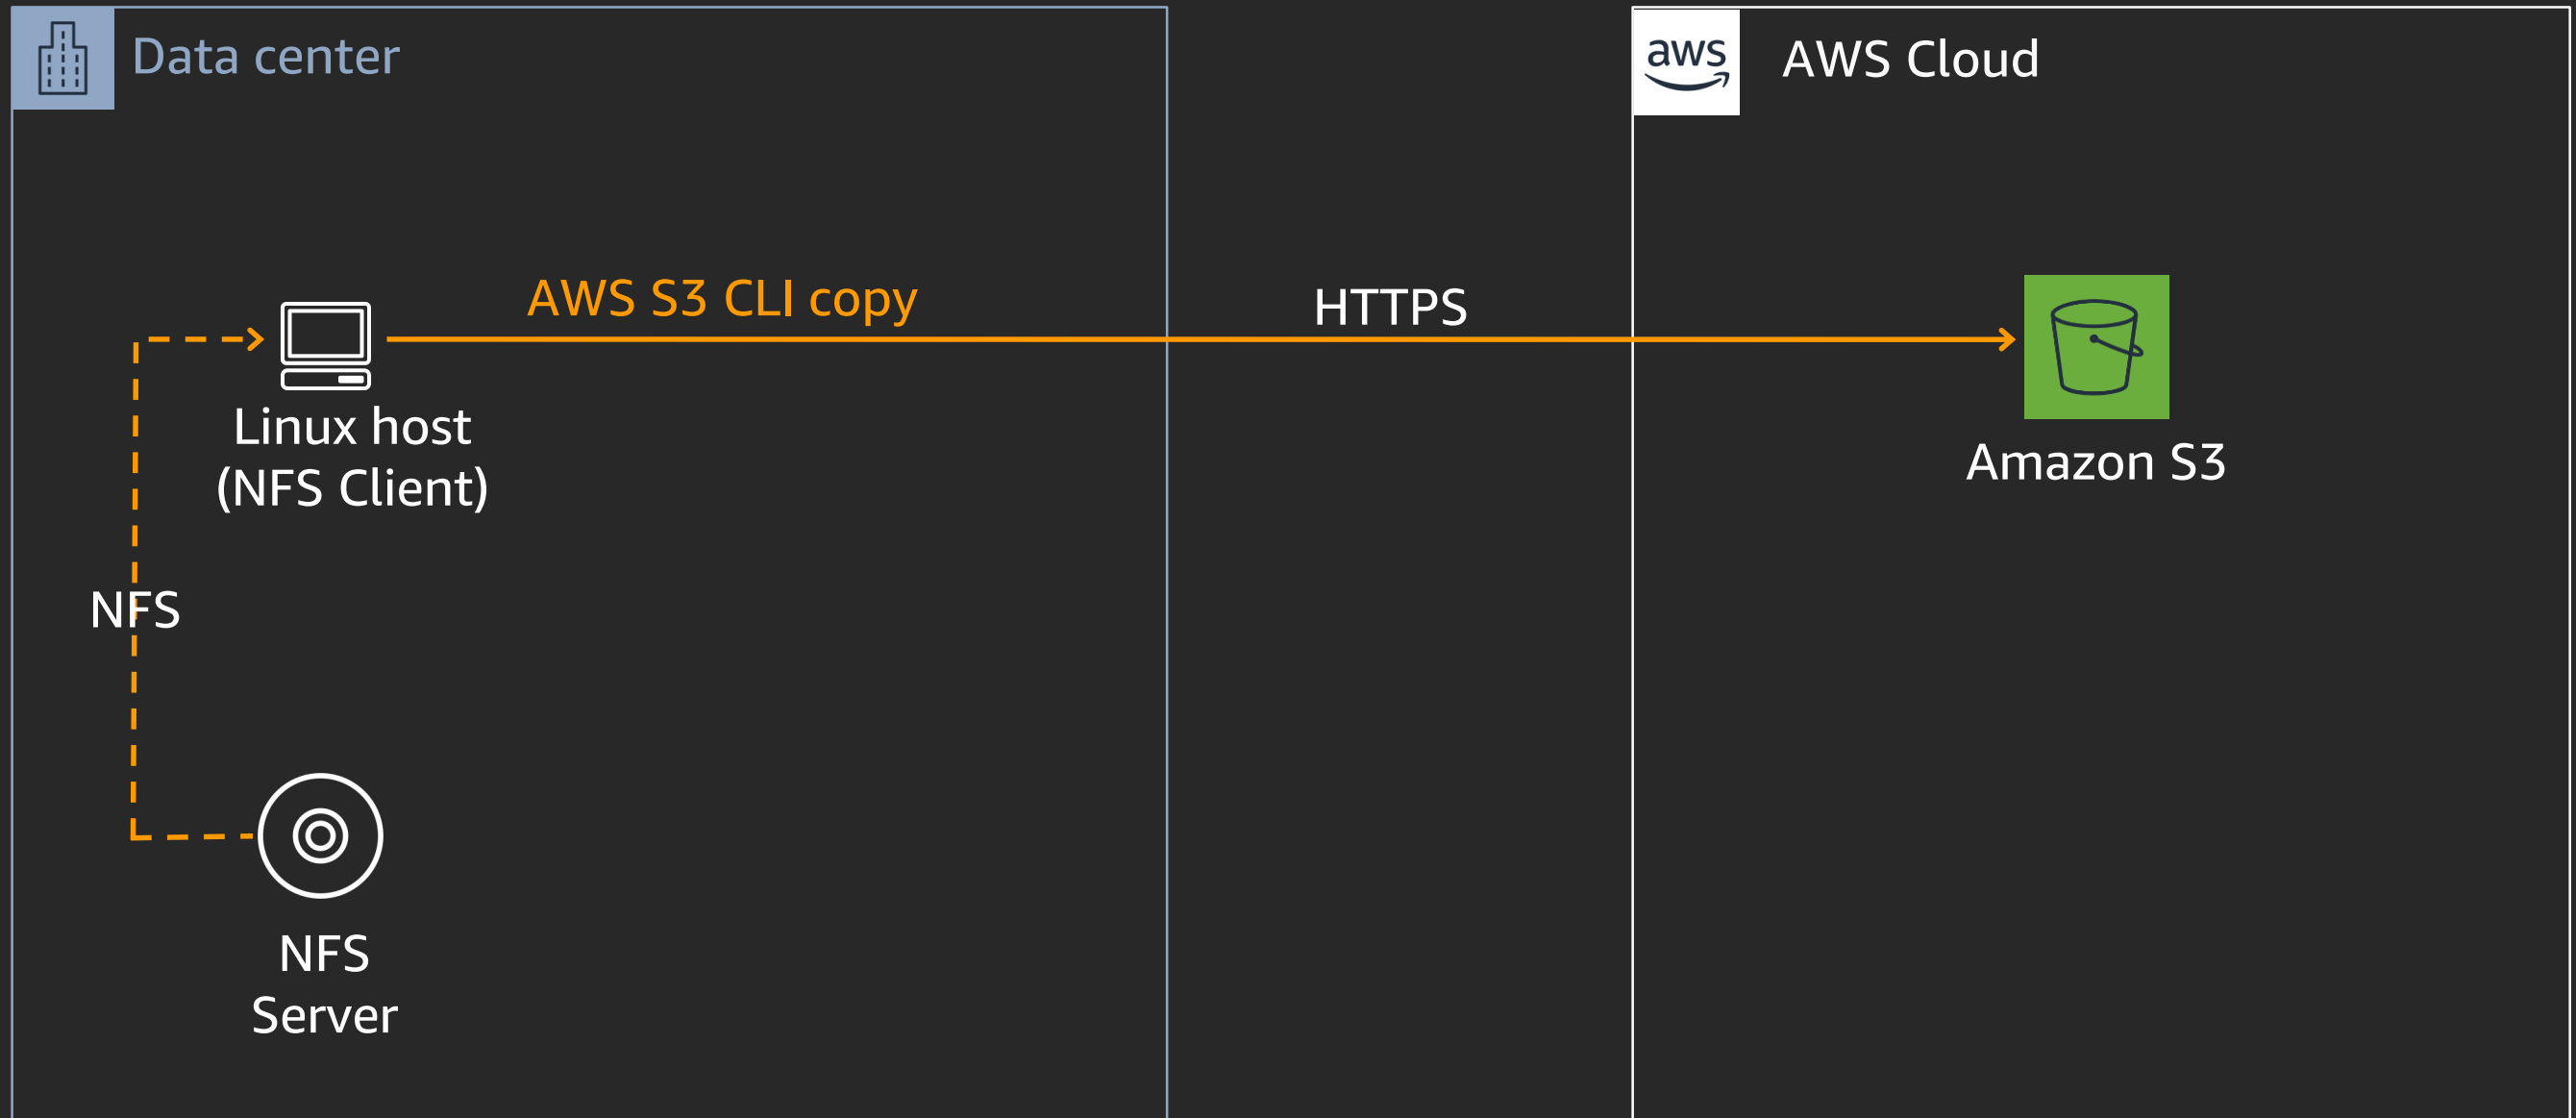 Data center
aws
AWS Cloud
AWS S3 CLI copy
HTTPS
Linux host
(NFS Client)
Amazon S3
NFS
NFS
Server